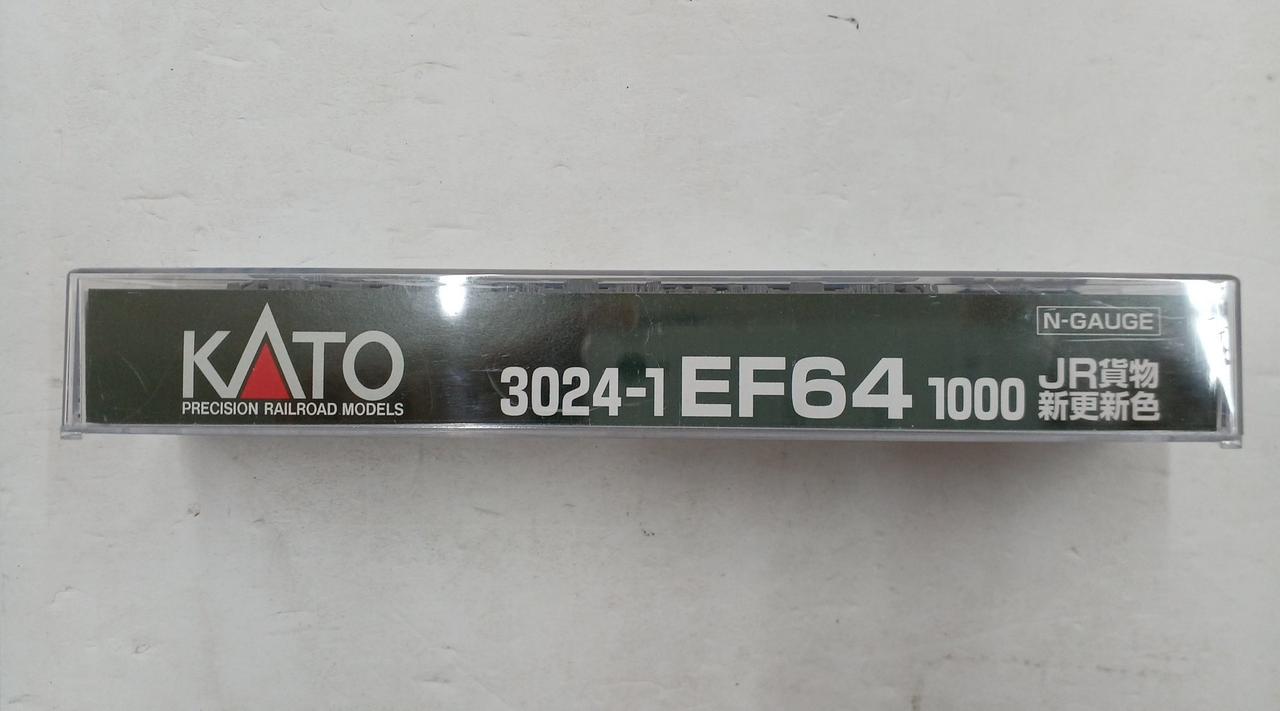 KATO
PRECISION RAILROAD MODELS
3024-1 EF64 1000
N-GAUGE
JR貨物
新更新色